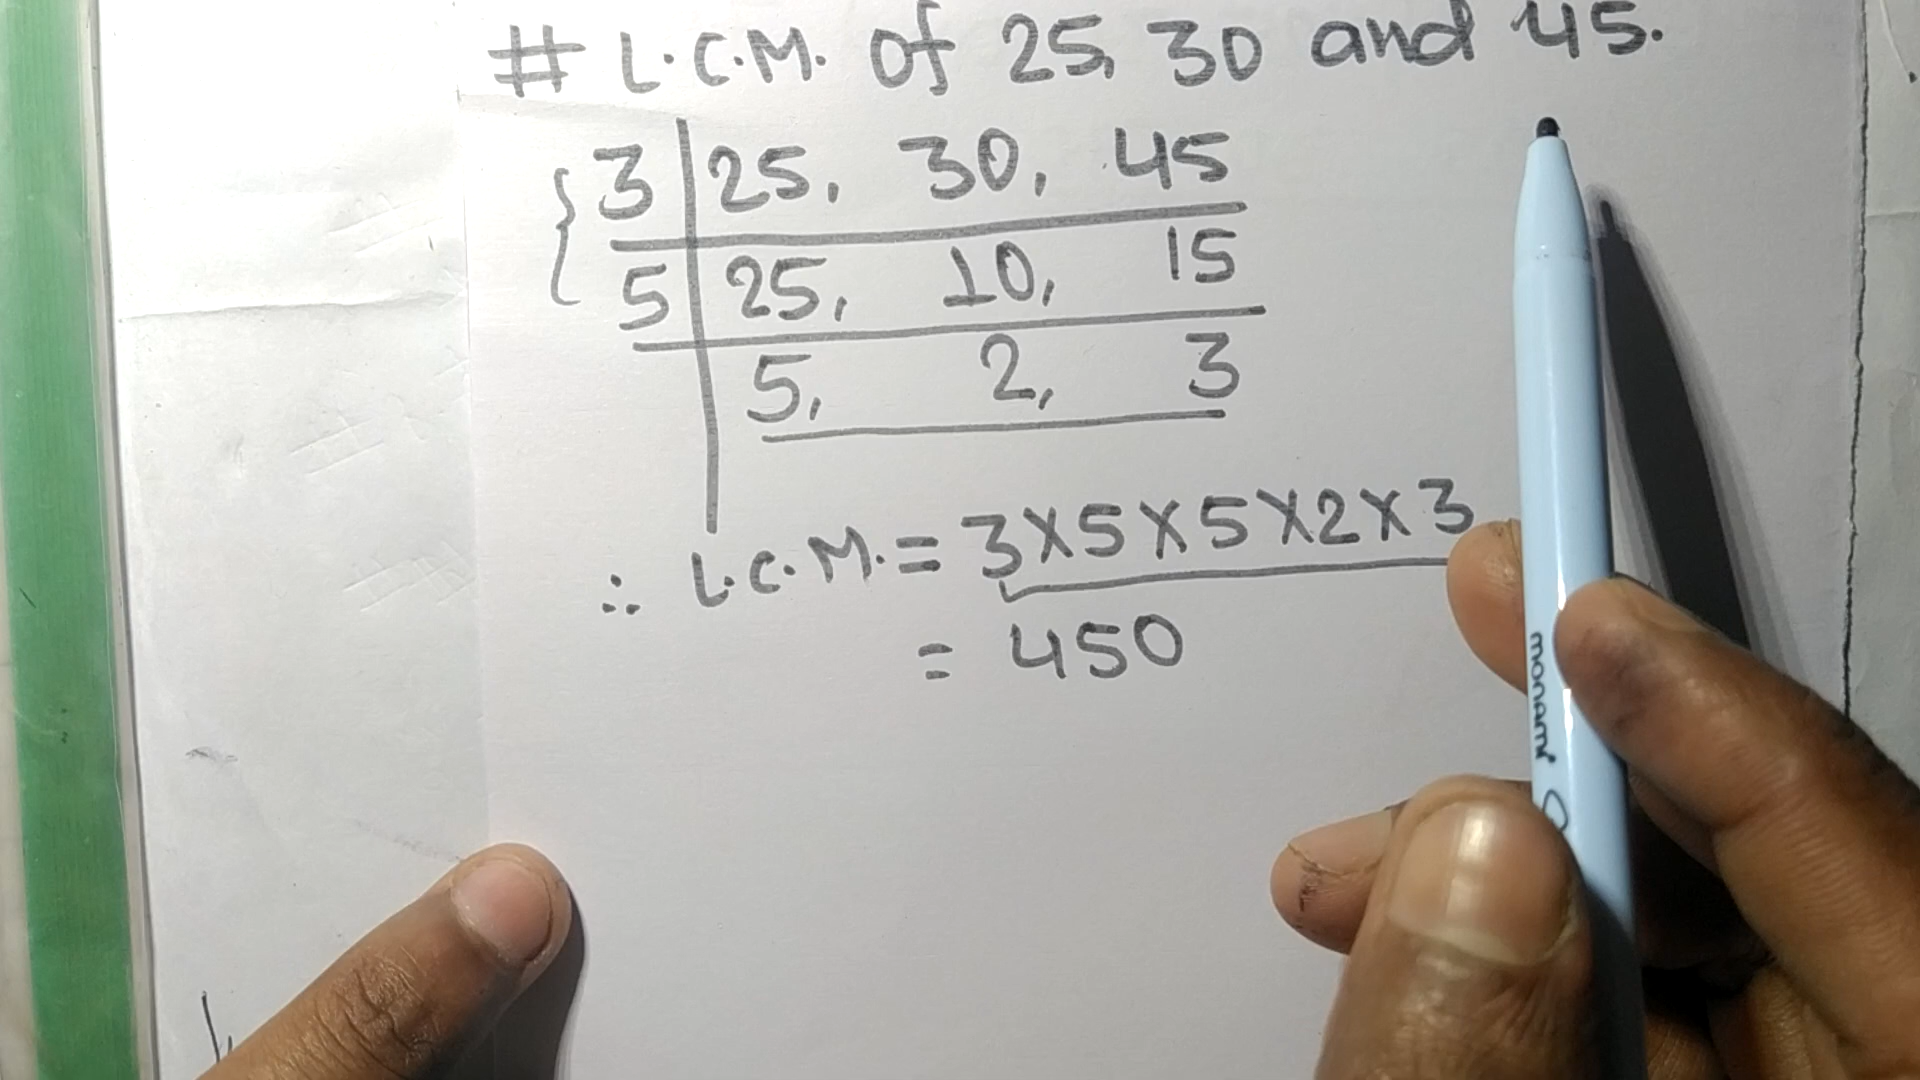 # L.C.M. of 25, 30 and 45.
3 | 25, 30, 45
5 | 25, 10, 15
5, 2, 3
∴ L.C.M. = 3×5×5×2×3
= 450
monami